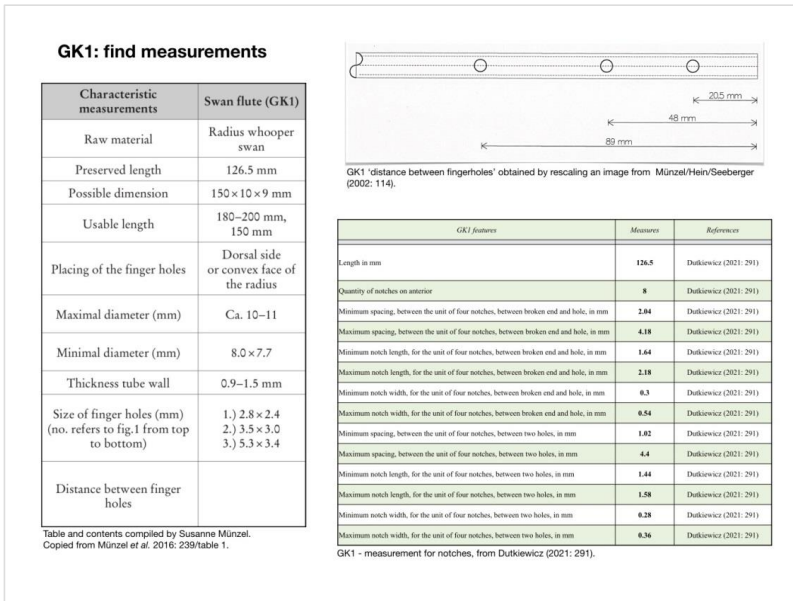 GK1: find measurements
Characteristic
measurements
Swan flute (GK1)
Raw material
Radius whooper
swan
Preserved length
126.5 mm
Possible dimension
150×10×9 mm
Usable length
180–200 mm,
150 mm
Placing of the finger holes
Dorsal side
or convex face of
the radius
Maximal diameter (mm)
Ca. 10–11
Minimal diameter (mm)
8.0×7.7
Thickness tube wall
0.9–1.5 mm
Size of finger holes (mm)
(no. refers to fig.1 from top
to bottom)
1.) 2.8×2.4
2.) 3.5×3.0
3.) 5.3×3.4
Distance between finger
holes
Table and contents compiled by Susanne Münzel.
Copied from Münzel et al. 2016: 239/table 1.
20.5 mm
48 mm
89 mm
GK1 ‘distance between fingerholes’ obtained by rescaling an image from Münzel/Hein/Seeberger
(2002: 114).
GK1 features Measures References
Length in mm 126.5 Dutkiewicz (2021: 291)
Quantity of notches on anterior 8 Dutkiewicz (2021: 291)
Minimum spacing, between the unit of four notches, between broken end and hole, in mm 2.04 Dutkiewicz (2021: 291)
Maximum spacing, between the unit of four notches, between broken end and hole, in mm 4.18 Dutkiewicz (2021: 291)
Minimum notch length, for the unit of four notches, between broken end and hole, in mm 1.64 Dutkiewicz (2021: 291)
Maximum notch length, for the unit of four notches, between broken end and hole, in mm 2.18 Dutkiewicz (2021: 291)
Minimum notch width, for the unit of four notches, between broken end and hole, in mm 0.3 Dutkiewicz (2021: 291)
Maximum notch width, for the unit of four notches, between broken end and hole, in mm 0.54 Dutkiewicz (2021: 291)
Minimum spacing, between the unit of four notches, between two holes, in mm 1.02 Dutkiewicz (2021: 291)
Maximum spacing, between the unit of four notches, between two holes, in mm 4.4 Dutkiewicz (2021: 291)
Minimum notch length, for the unit of four notches, between two holes, in mm 1.44 Dutkiewicz (2021: 291)
Maximum notch length, for the unit of four notches, between two holes, in mm 1.58 Dutkiewicz (2021: 291)
Minimum notch width, for the unit of four notches, between two holes, in mm 0.28 Dutkiewicz (2021: 291)
Maximum notch width, for the unit of four notches, between two holes, in mm 0.36 Dutkiewicz (2021: 291)
GK1 - measurement for notches, from Dutkiewicz (2021: 291).